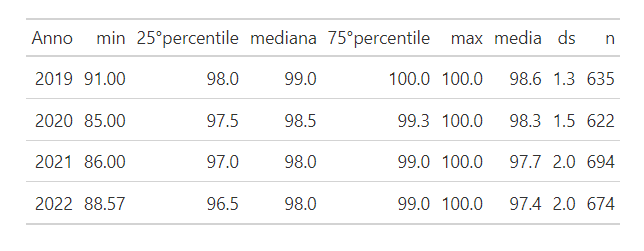 Anno min 25°percentile mediana 75°percentile max media ds n
2019 91.00 98.0 99.0 100.0 100.0 98.6 1.3 635
2020 85.00 97.5 98.5 99.3 100.0 98.3 1.5 622
2021 86.00 97.0 98.0 99.0 100.0 97.7 2.0 694
2022 88.57 96.5 98.0 99.0 100.0 97.4 2.0 674